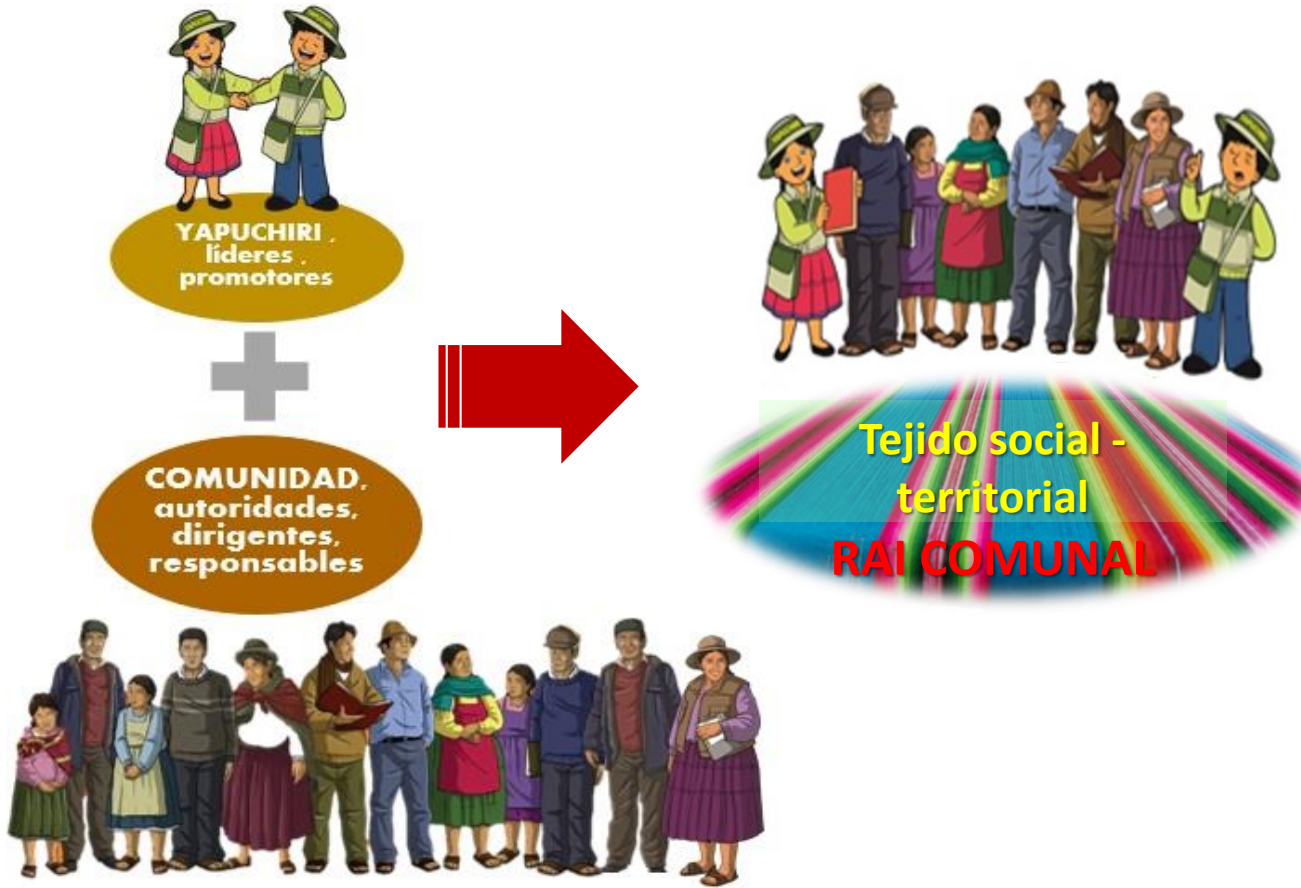 YAPUCHIRI ,
líderes ,
promotores
COMUNIDAD,
autoridades,
dirigentes,
responsables
Tejido social -
territorial
RAI COMUNAL